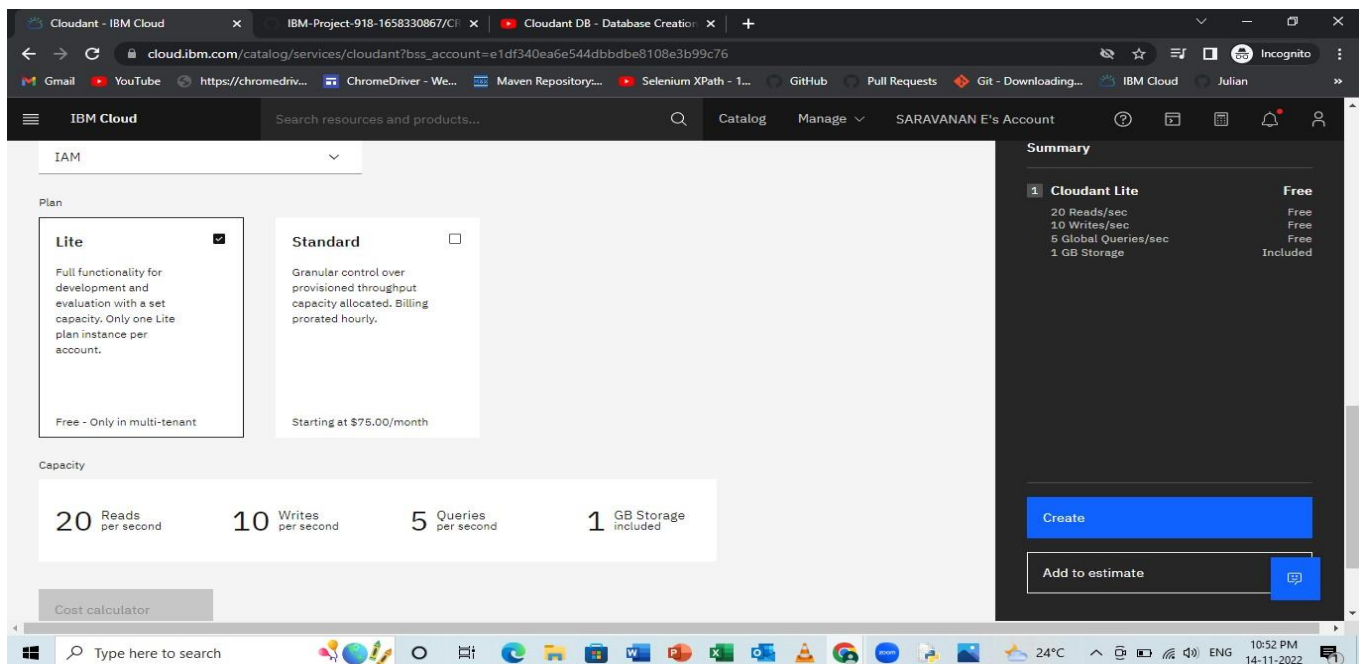 Cloudant - IBM Cloud
IBM-Project-918-1658330867/CF
Cloudant DB - Database Creation
cloud.ibm.com/catalog/services/cloudant?bss_account=e1df340ea6e544dbbdbe8108e3b99c76
Incognito
Gmail YouTube https://chromedriv... ChromeDriver - We... Maven Repository:... Selenium XPath - 1... GitHub Pull Requests Git - Downloading... IBM Cloud Julian »
IBM Cloud Search resources and products... Catalog Manage SARAVANAN E's Account
IAM
Plan
Lite
Full functionality for
development and
evaluation with a set
capacity. Only one Lite
plan instance per
account.
Free - Only in multi-tenant
Standard
Granular control over
provisioned throughput
capacity allocated. Billing
prorated hourly.
Starting at $75.00/month
Capacity
20 Reads
per second
10 Writes
per second
5 Queries
per second
1 GB Storage
included
Cost calculator
Summary
1 Cloudant Lite Free
20 Reads/sec Free
10 Writes/sec Free
5 Global Queries/sec Free
1 GB Storage Included
Create
Add to estimate
Type here to search
zoom
24°C
ENG
10:52 PM
14-11-2022